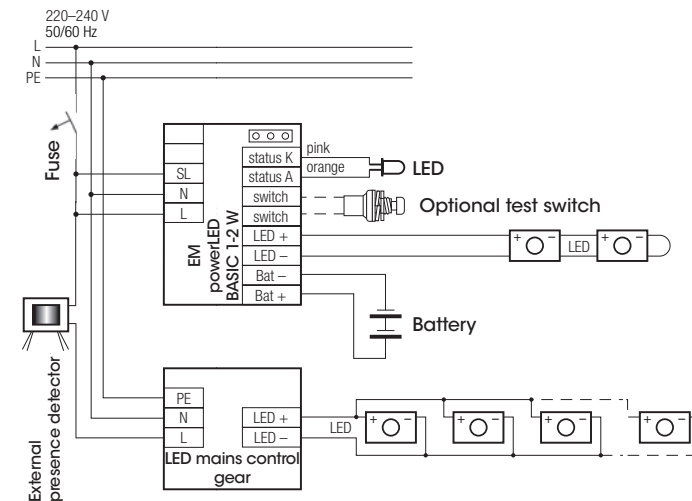 220–240 V
50/60 Hz
L
N
PE
Fuse
SL
N
L
EM
powerLED
BASIC 1-2 W
status K
status A
switch
switch
LED +
LED –
Bat –
Bat +
pink
orange
LED
Optional test switch
+ – LED + –
Battery
External
presence detector
PE
N
L
LED +
LED –
LED mains control
gear
LED
+ – + – + – + –